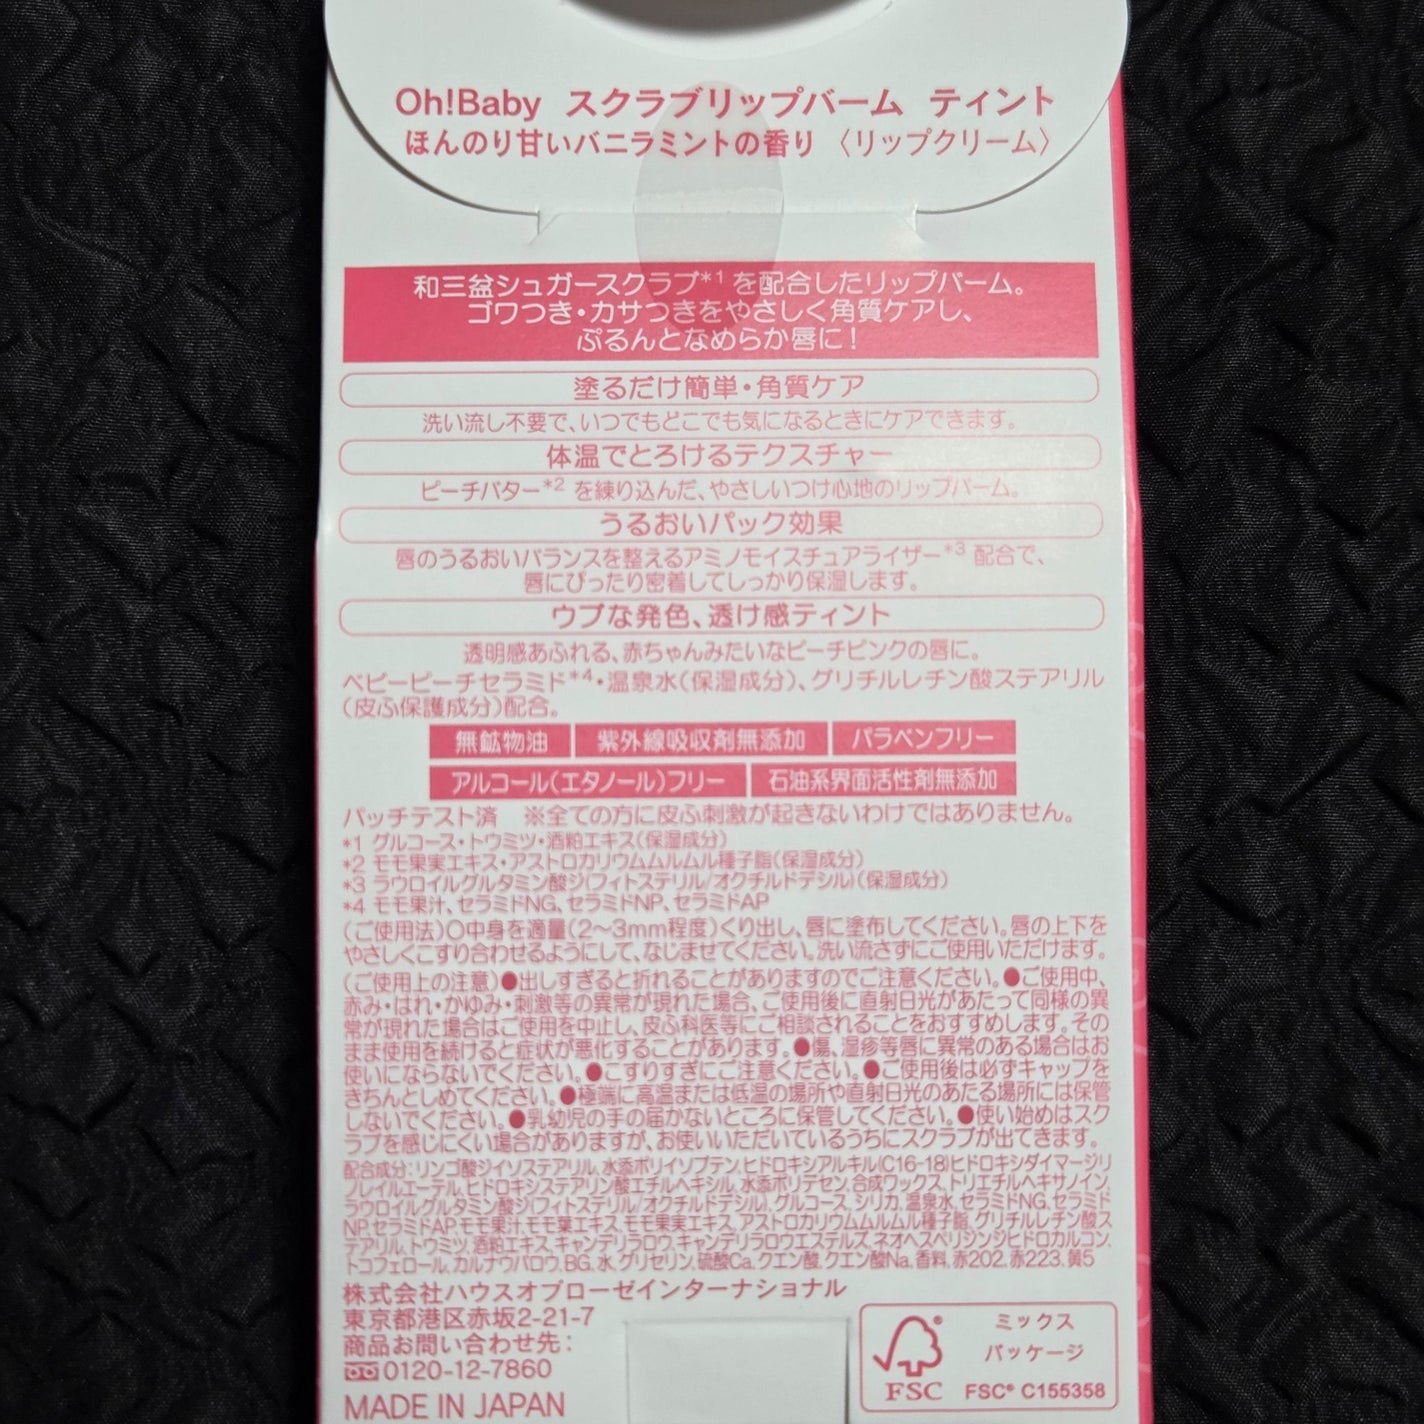 Oh!Baby スクラブリップバーム ティント
ほんのり甘いバニラミントの香り 〈リップクリーム〉
和三盆シュガースクラブ*1 を配合したリップバーム。
ゴワつき・カサつきをやさしく角質ケアし、
ぷるんとなめらか唇に!
塗るだけ簡単・角質ケア
洗い流し不要で、いつでもどこでも気になるときにケアできます。
体温でとろけるテクスチャー
ピーチバター*2 を練り込んだ、やさしいつけ心地のリップバーム。
うるおいパック効果
唇のうるおいバランスを整えるアミノモイスチュアライザー*3 配合で、
唇にぴったり密着してしっかり保湿します。
ウブな発色、透け感ティント
透明感あふれる、赤ちゃんみたいなピーチピンクの唇に。
ベビーピーチセラミド*4・温泉水(保湿成分)、グリチルレチン酸ステアリル
(皮ふ保護成分)配合。
無鉱物油 紫外線吸収剤無添加 パラベンフリー
アルコール(エタノール)フリー 石油系界面活性剤無添加
パッチテスト済 ※全ての方に皮ふ刺激が起きないわけではありません。
*1 グルコース・トウミツ・酒粕エキス(保湿成分)
*2 モモ果実エキス・アストロカリウムムルムル種子脂(保湿成分)
*3 ラウロイルグルタミン酸ジ(フィトステリル/オクチルドデシル)(保湿成分)
*4 モモ果汁、セラミドNG、セラミドNP、セラミドAP
(ご使用法)○中身を適量(2~3mm程度)くり出し、唇に塗布してください。唇の上下を
やさしくこすり合わせるようにして、なじませてください。洗い流さずにご使用いただけます。
(ご使用上の注意)●出しすぎると折れることがありますのでご注意ください。●ご使用中、
赤み・はれ・かゆみ・刺激等の異常が現れた場合、ご使用後に直射日光があたって同様の異
常が現れた場合はご使用を中止し、皮ふ科医等にご相談されることをおすすめします。その
まま使用を続けると症状が悪化することがあります。●傷、湿疹等唇に異常のある場合はお
使いにならないでください。●こすりすぎにご注意ください。●ご使用後は必ずキャップを
きちんとしめてください。●極端に高温または低温の場所や直射日光のあたる場所には保管
しないでください。●乳幼児の手の届かないところに保管してください。●使い始めはスク
ラブを感じにくい場合がありますが、お使いいただいているうちにスクラブが出てきます。
配合成分:リンゴ酸ジイソステアリル、水添ポリイソブテン、ヒドロキシアルキル(C16-18)ヒドロキシダイマージリ
ノレイルエーテル、ヒドロキシステアリン酸エチルヘキシル、水添ポリデセン、合成ワックス、トリエチルヘキサノイン、
ラウロイルグルタミン酸ジ(フィトステリル/オクチルドデシル)、グルコース、シリカ、温泉水、セラミドNG、セラミド
NP、セラミドAP、モモ果汁、モモ葉エキス、モモ果実エキス、アストロカリウムムルムル種子脂、グリチルレチン酸ス
テアリル、トウミツ、酒粕エキス、キャンデリラロウ、キャンデリラロウエステルズ、ネオヘスペリジンジヒドロカルコン、
トコフェロール、カルナウバロウ、BG、水、グリセリン、硫酸Ca、クエン酸、クエン酸Na、香料、赤202、赤223、黄5
株式会社ハウスオブローゼインターナショナル
東京都港区赤坂2-21-7
商品お問い合わせ先:
0120-12-7860
MADE IN JAPAN
FSC
ミックス
パッケージ
FSC® C155358